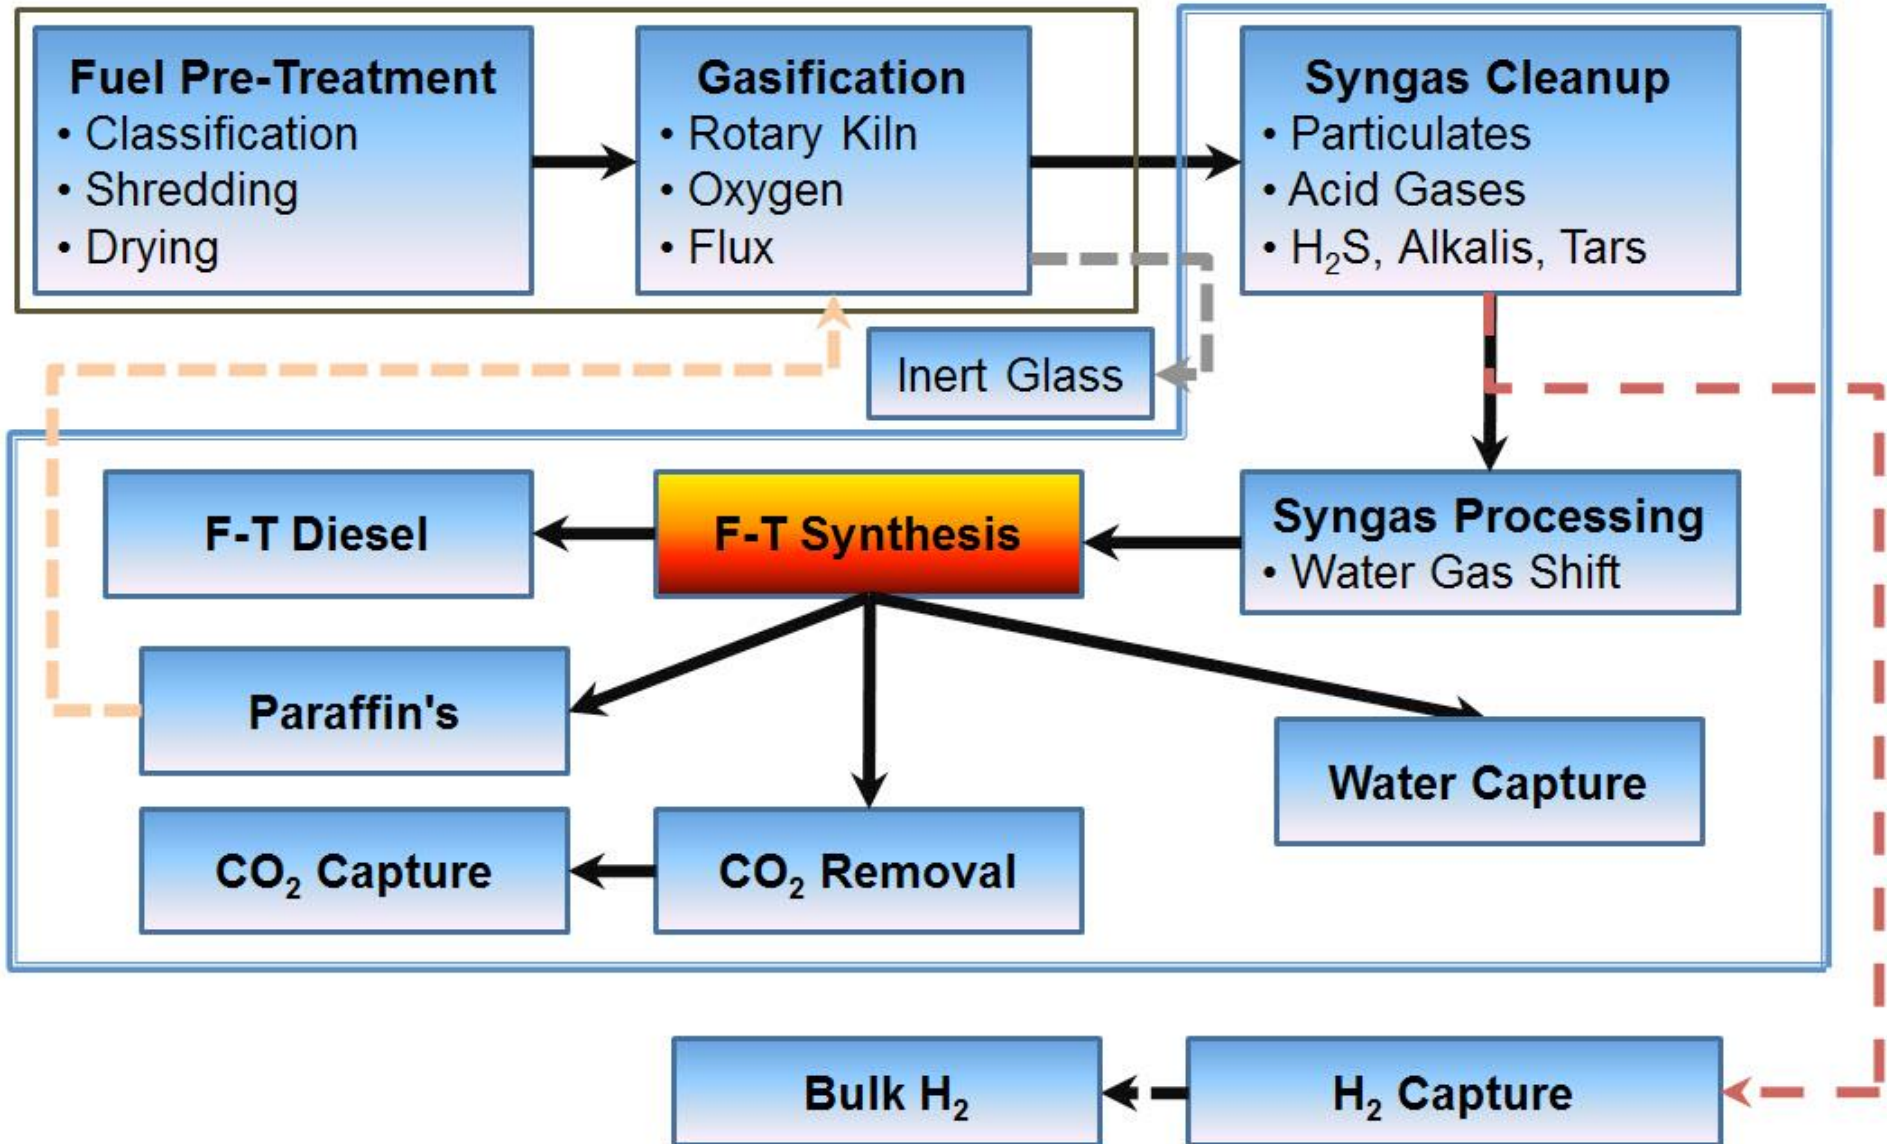 Fuel Pre-Treatment
• Classification
• Shredding
• Drying
Gasification
• Rotary Kiln
• Oxygen
• Flux
Syngas Cleanup
• Particulates
• Acid Gases
• H₂S, Alkalis, Tars
Inert Glass
F-T Diesel
F-T Synthesis
Syngas Processing
• Water Gas Shift
Paraffin's
Water Capture
CO₂ Capture
CO₂ Removal
Bulk H₂
H₂ Capture